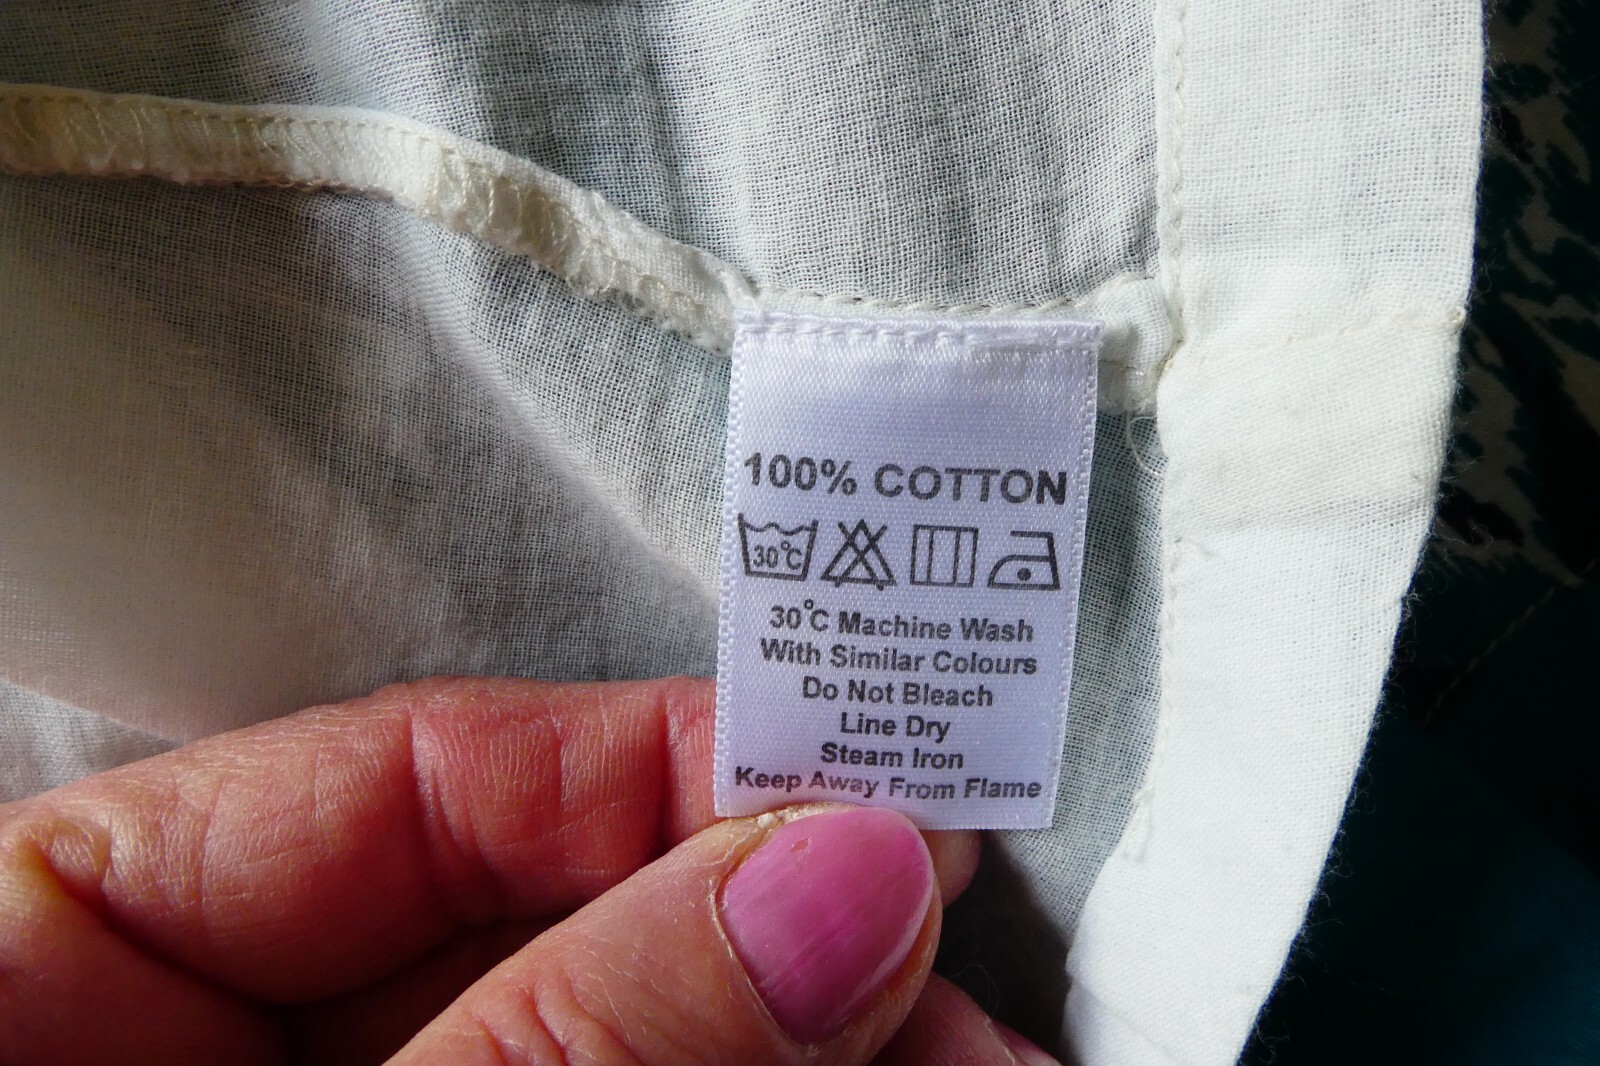 100% COTTON
30°C
30°C Machine Wash
With Similar Colours
Do Not Bleach
Line Dry
Steam Iron
Keep Away From Flame